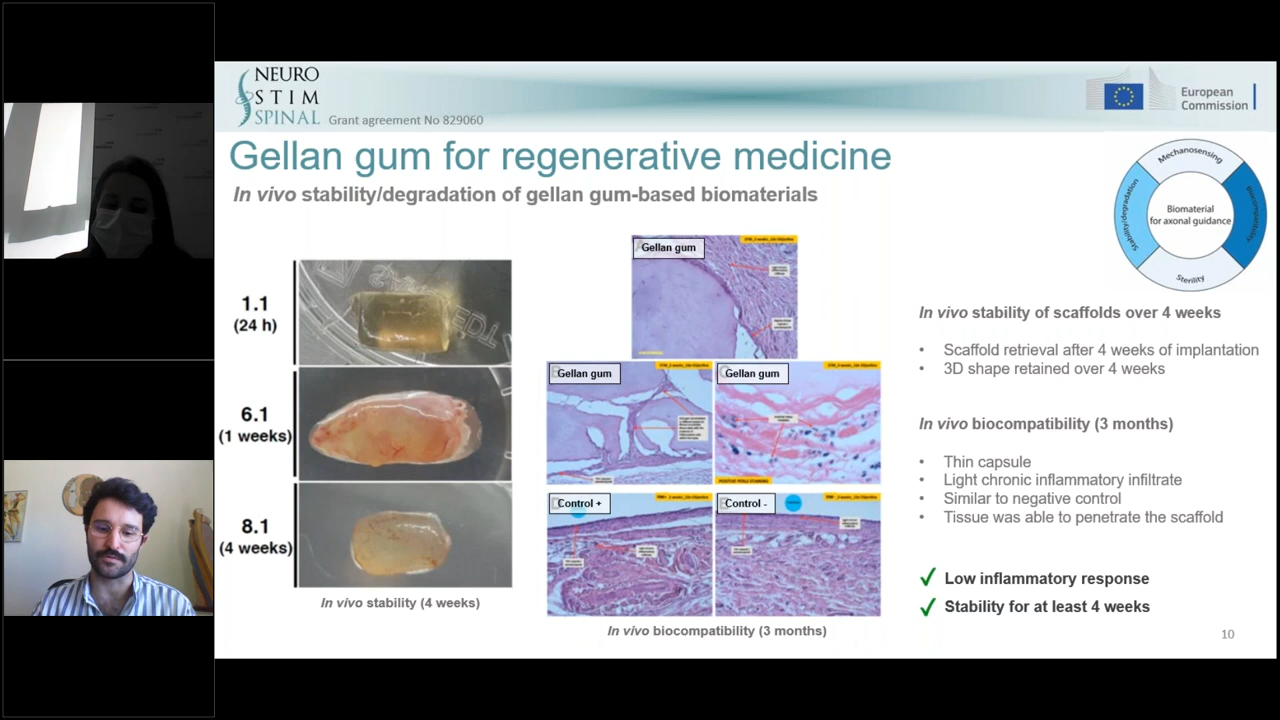 NEURO
STIM
SPINAL
Grant agreement No 829060
European
Commission
Gellan gum for regenerative medicine
In vivo stability/degradation of gellan gum-based biomaterials
Mechanosensing
Biocompatibility
Sterility
Stability/degradation
Biomaterial
for axonal guidance
1.1
(24 h)
6.1
(1 weeks)
8.1
(4 weeks)
In vivo stability (4 weeks)
Gellan gum
Gellan gum
Gellan gum
Control +
Control -
In vivo biocompatibility (3 months)
In vivo stability of scaffolds over 4 weeks
• Scaffold retrieval after 4 weeks of implantation
• 3D shape retained over 4 weeks
In vivo biocompatibility (3 months)
• Thin capsule
• Light chronic inflammatory infiltrate
• Similar to negative control
• Tissue was able to penetrate the scaffold
✓ Low inflammatory response
✓ Stability for at least 4 weeks
10